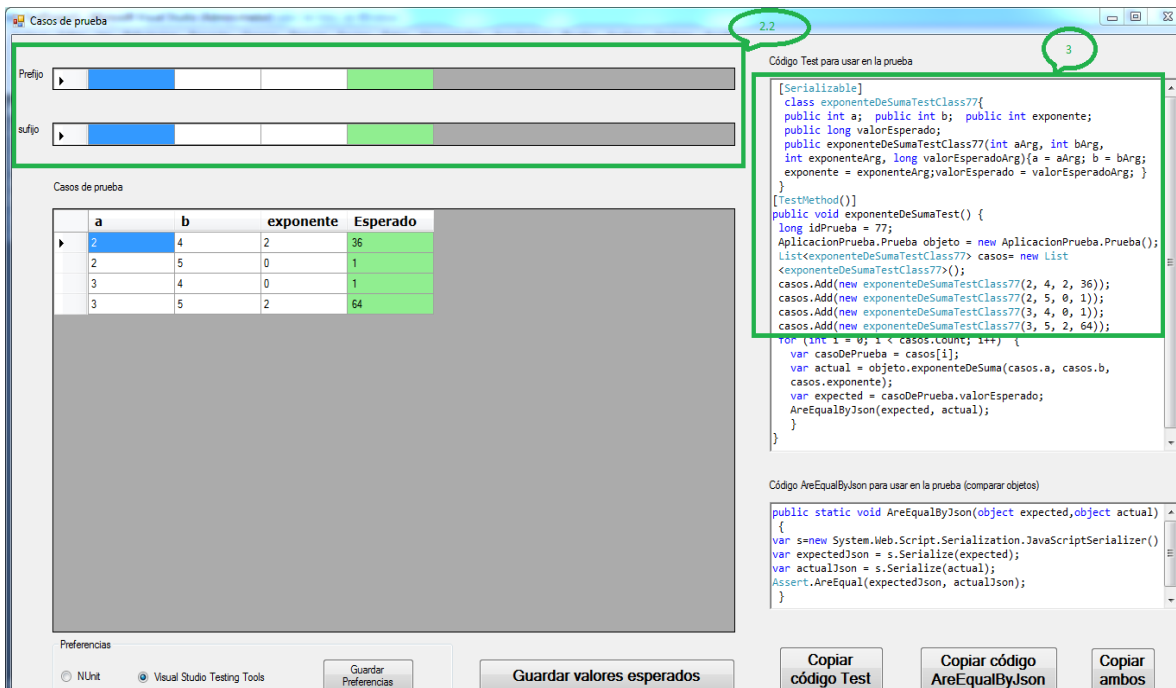 Casos de prueba
2.2
3
Prefijo
sufijo
Casos de prueba
a b exponente Esperado
2 4 2 36
2 5 0 1
3 4 0 1
3 5 2 64
Código Test para usar en la prueba
[Serializable]
class exponenteDeSumaTestClass77{
public int a; public int b; public int exponente;
public long valorEsperado;
public exponenteDeSumaTestClass77(int aArg, int bArg,
int exponenteArg, long valorEsperadoArg){a = aArg; b = bArg;
exponente = exponenteArg;valorEsperado = valorEsperadoArg; }
}
[TestMethod()]
public void exponenteDeSumaTest() {
long idPrueba = 77;
AplicacionPrueba.Prueba objeto = new AplicacionPrueba.Prueba();
List<exponenteDeSumaTestClass77> casos= new List
<exponenteDeSumaTestClass77>();
casos.Add(new exponenteDeSumaTestClass77(2, 4, 2, 36));
casos.Add(new exponenteDeSumaTestClass77(2, 5, 0, 1));
casos.Add(new exponenteDeSumaTestClass77(3, 4, 0, 1));
casos.Add(new exponenteDeSumaTestClass77(3, 5, 2, 64));
for (int i = 0; i < casos.Count; i++) {
var casoDePrueba = casos[i];
var actual = objeto.exponenteDeSuma(casos.a, casos.b,
casos.exponente);
var expected = casoDePrueba.valorEsperado;
AreEqualByJson(expected, actual);
}
}
Código AreEqualByJson para usar en la prueba (comparar objetos)
public static void AreEqualByJson(object expected,object actual)
{
var s=new System.Web.Script.Serialization.JavaScriptSerializer()
var expectedJson = s.Serialize(expected);
var actualJson = s.Serialize(actual);
Assert.AreEqual(expectedJson, actualJson);
}
Preferencias
NUnit
Visual Studio Testing Tools
Guardar
Preferencias
Guardar valores esperados
Copiar
código Test
Copiar código
AreEqualByJson
Copiar
ambos